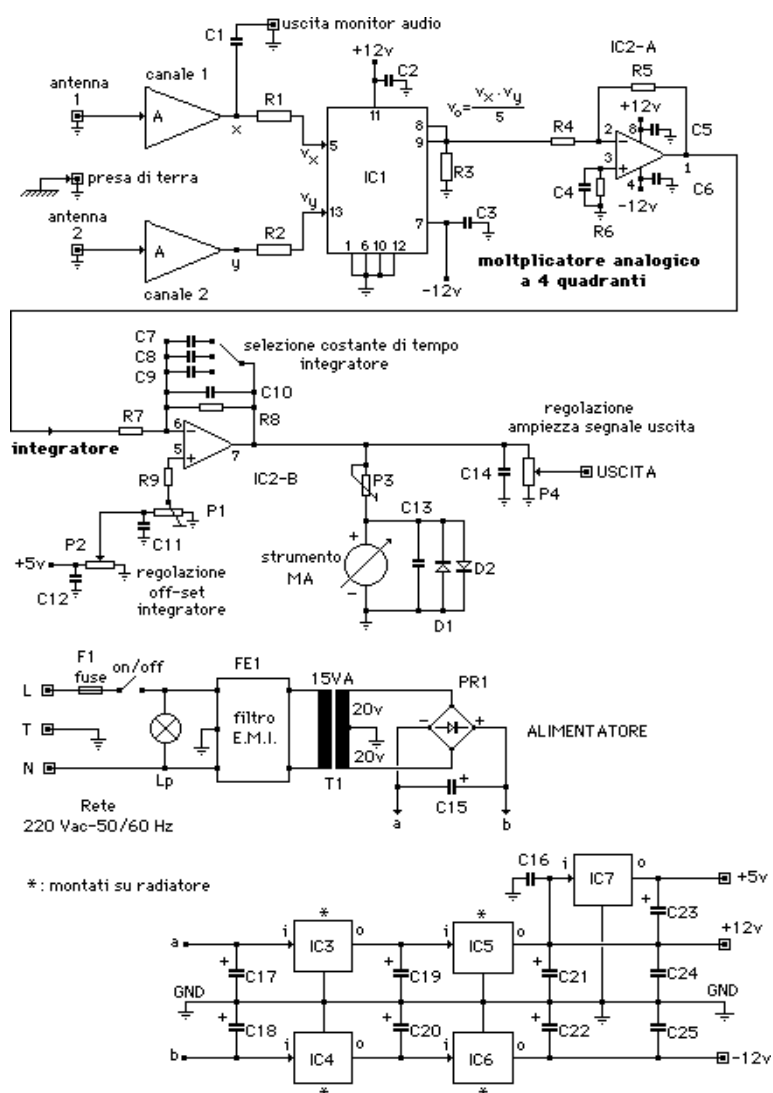 uscita monitor audio
C1
IC2-A
+12v
canale 1
antenna
1
A
x
R1
C2
11
v_o = v_x . v_y / 5
R5
+12v
R4
2
8
C5
v_x
5
IC1
8
9
R3
3
1
C4
4
C6
-12v
R6
presa di terra
v_y
antenna
2
A
y
R2
13
7
C3
1 6 10 12
-12v
canale 2
moltplicatore analogico
a 4 quadranti
C7
C8
C9
selezione costante di tempo
integratore
C10
R7
R8
integratore
6
5
7
IC2-B
regolazione
ampiezza segnale uscita
R9
P3
C14
USCITA
P4
P1
C13
P2
C11
+5v
C12
regolazione
off-set
integratore
+
strumento
MA
-
D2
D1
F1
fuse
on/off
FE1
15VA
PR1
L
20v
-
+
T
filtro
E.M.I.
ALIMENTATORE
20v
N
Lp
T1
+
C15
Rete
220 Vac-50/60 Hz
a
b
*: montati su radiatore
C16
i
IC7
o
+5v
+
C23
*
*
+12v
a
i
IC3
o
i
IC5
o
+
C17
+
C19
+
C21
C24
GND
GND
+
C18
+
C20
+
C22
C25
b
i
IC4
o
i
IC6
o
-12v
*
*